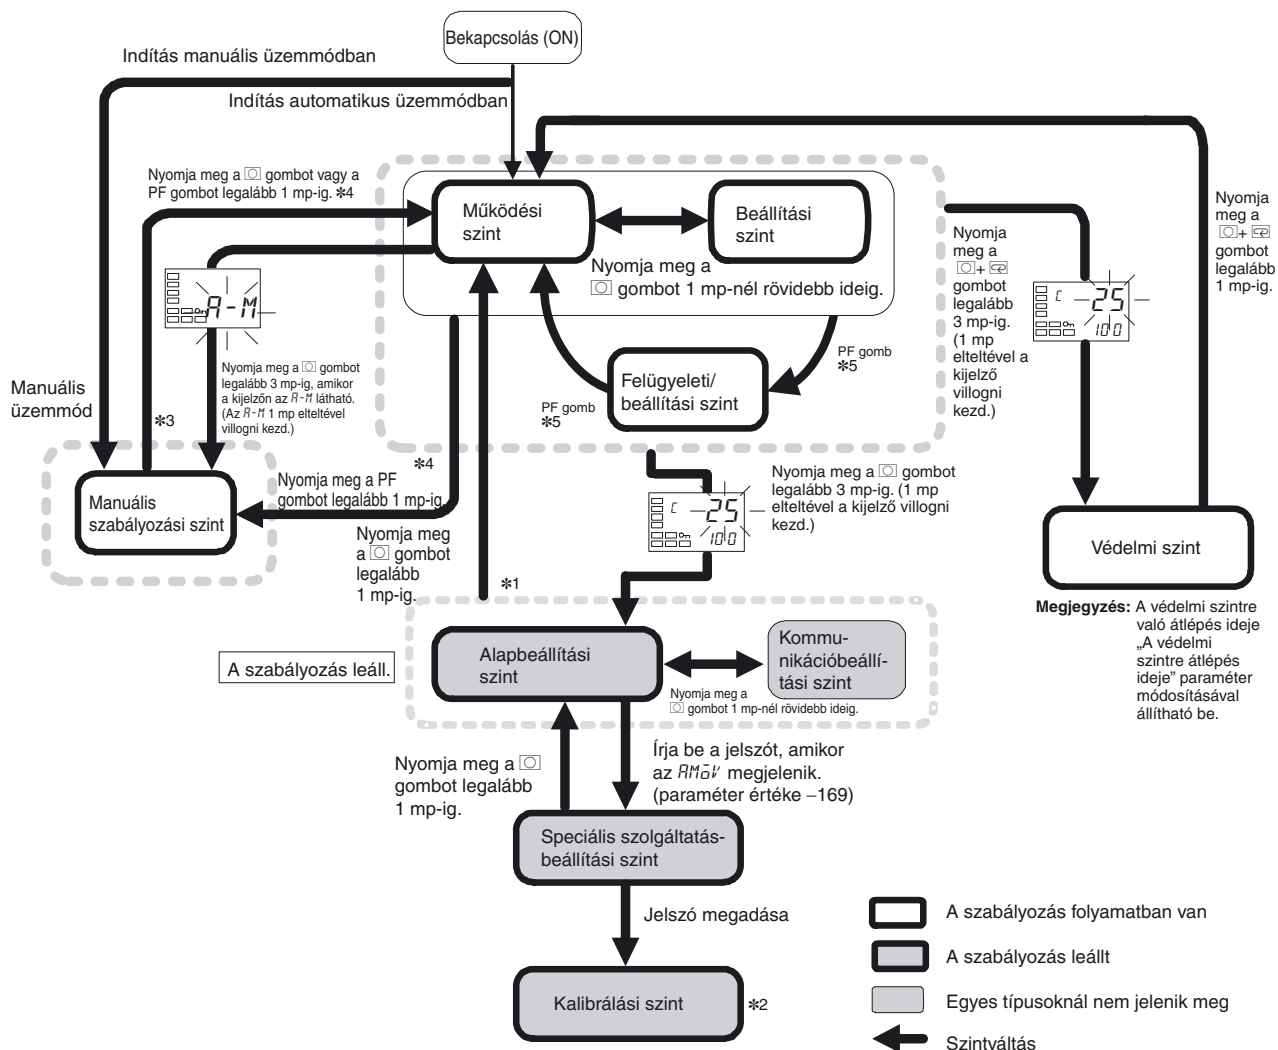 Bekapcsolás (ON)
Indítás manuális üzemmódban
Indítás automatikus üzemmódban
Nyomja meg a gombot vagy a
PF gombot legalább 1 mp-ig. *4
Működési
szint
Beállítási
szint
Nyomja meg a
gombot 1 mp-nél rövidebb ideig.
A-M
Nyomja meg a gombot
legalább 3 mp-ig, amikor
a kijelzőn az A-M látható.
(Az A-M 1 mp elteltével
villogni kezd.)
Manuális
üzemmód
*3
PF gomb
*5
Felügyeleti/
beállítási szint
PF gomb
*5
Nyomja
meg a
+
gombot
legalább
3 mp-ig.
(1 mp
elteltével a
kijelző
villogni
kezd.)
C 25
100
Nyomja
meg a
+
gombot
legalább
1 mp-ig.
Manuális
szabályozási szint
*4
Nyomja meg a PF
gombot legalább 1 mp-ig.
Nyomja meg
a gombot
legalább
1 mp-ig.
*1
C 25
100
Nyomja meg a gombot
legalább 3 mp-ig. (1 mp
elteltével a kijelző villogni
kezd.)
Védelmi szint
Megjegyzés: A védelmi szintre
való átlépés ideje
„A védelmi
szintre átlépés
ideje” paraméter
módosításával
állítható be.
A szabályozás leáll.
Alapbeállítási
szint
Kommu-
nikációbeállí-
tási szint
Nyomja meg a
gombot 1 mp-nél rövidebb ideig.
Nyomja meg a
gombot legalább
1 mp-ig.
Írja be a jelszót, amikor
az AMoV megjelenik.
(paraméter értéke –169)
Speciális szolgáltatás-
beállítási szint
Jelszó megadása
Kalibrálási szint
*2
A szabályozás folyamatban van
A szabályozás leállt
Egyes típusoknál nem jelenik meg
Szintváltás